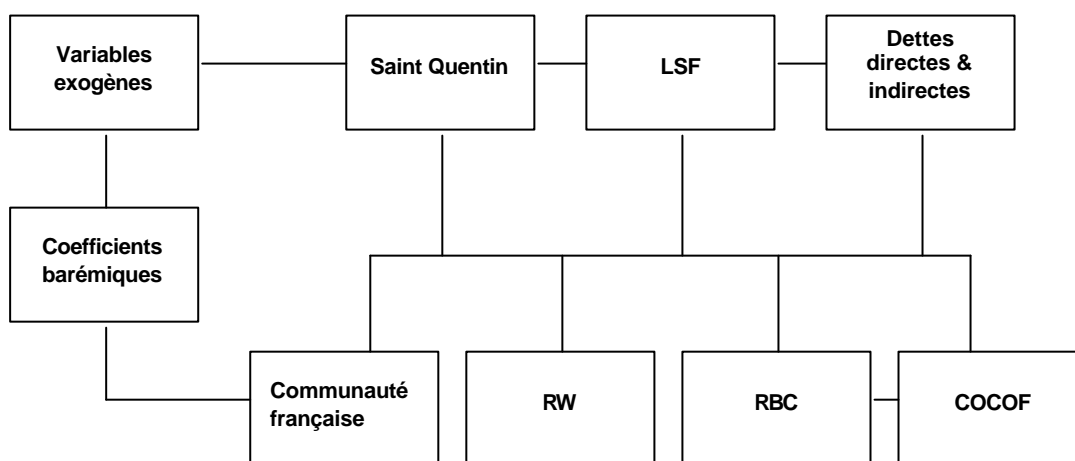 Variables
exogènes
Saint Quentin
LSF
Dettes
directes &
indirectes
Coefficients
barémiques
Communauté
française
RW
RBC
COCOF